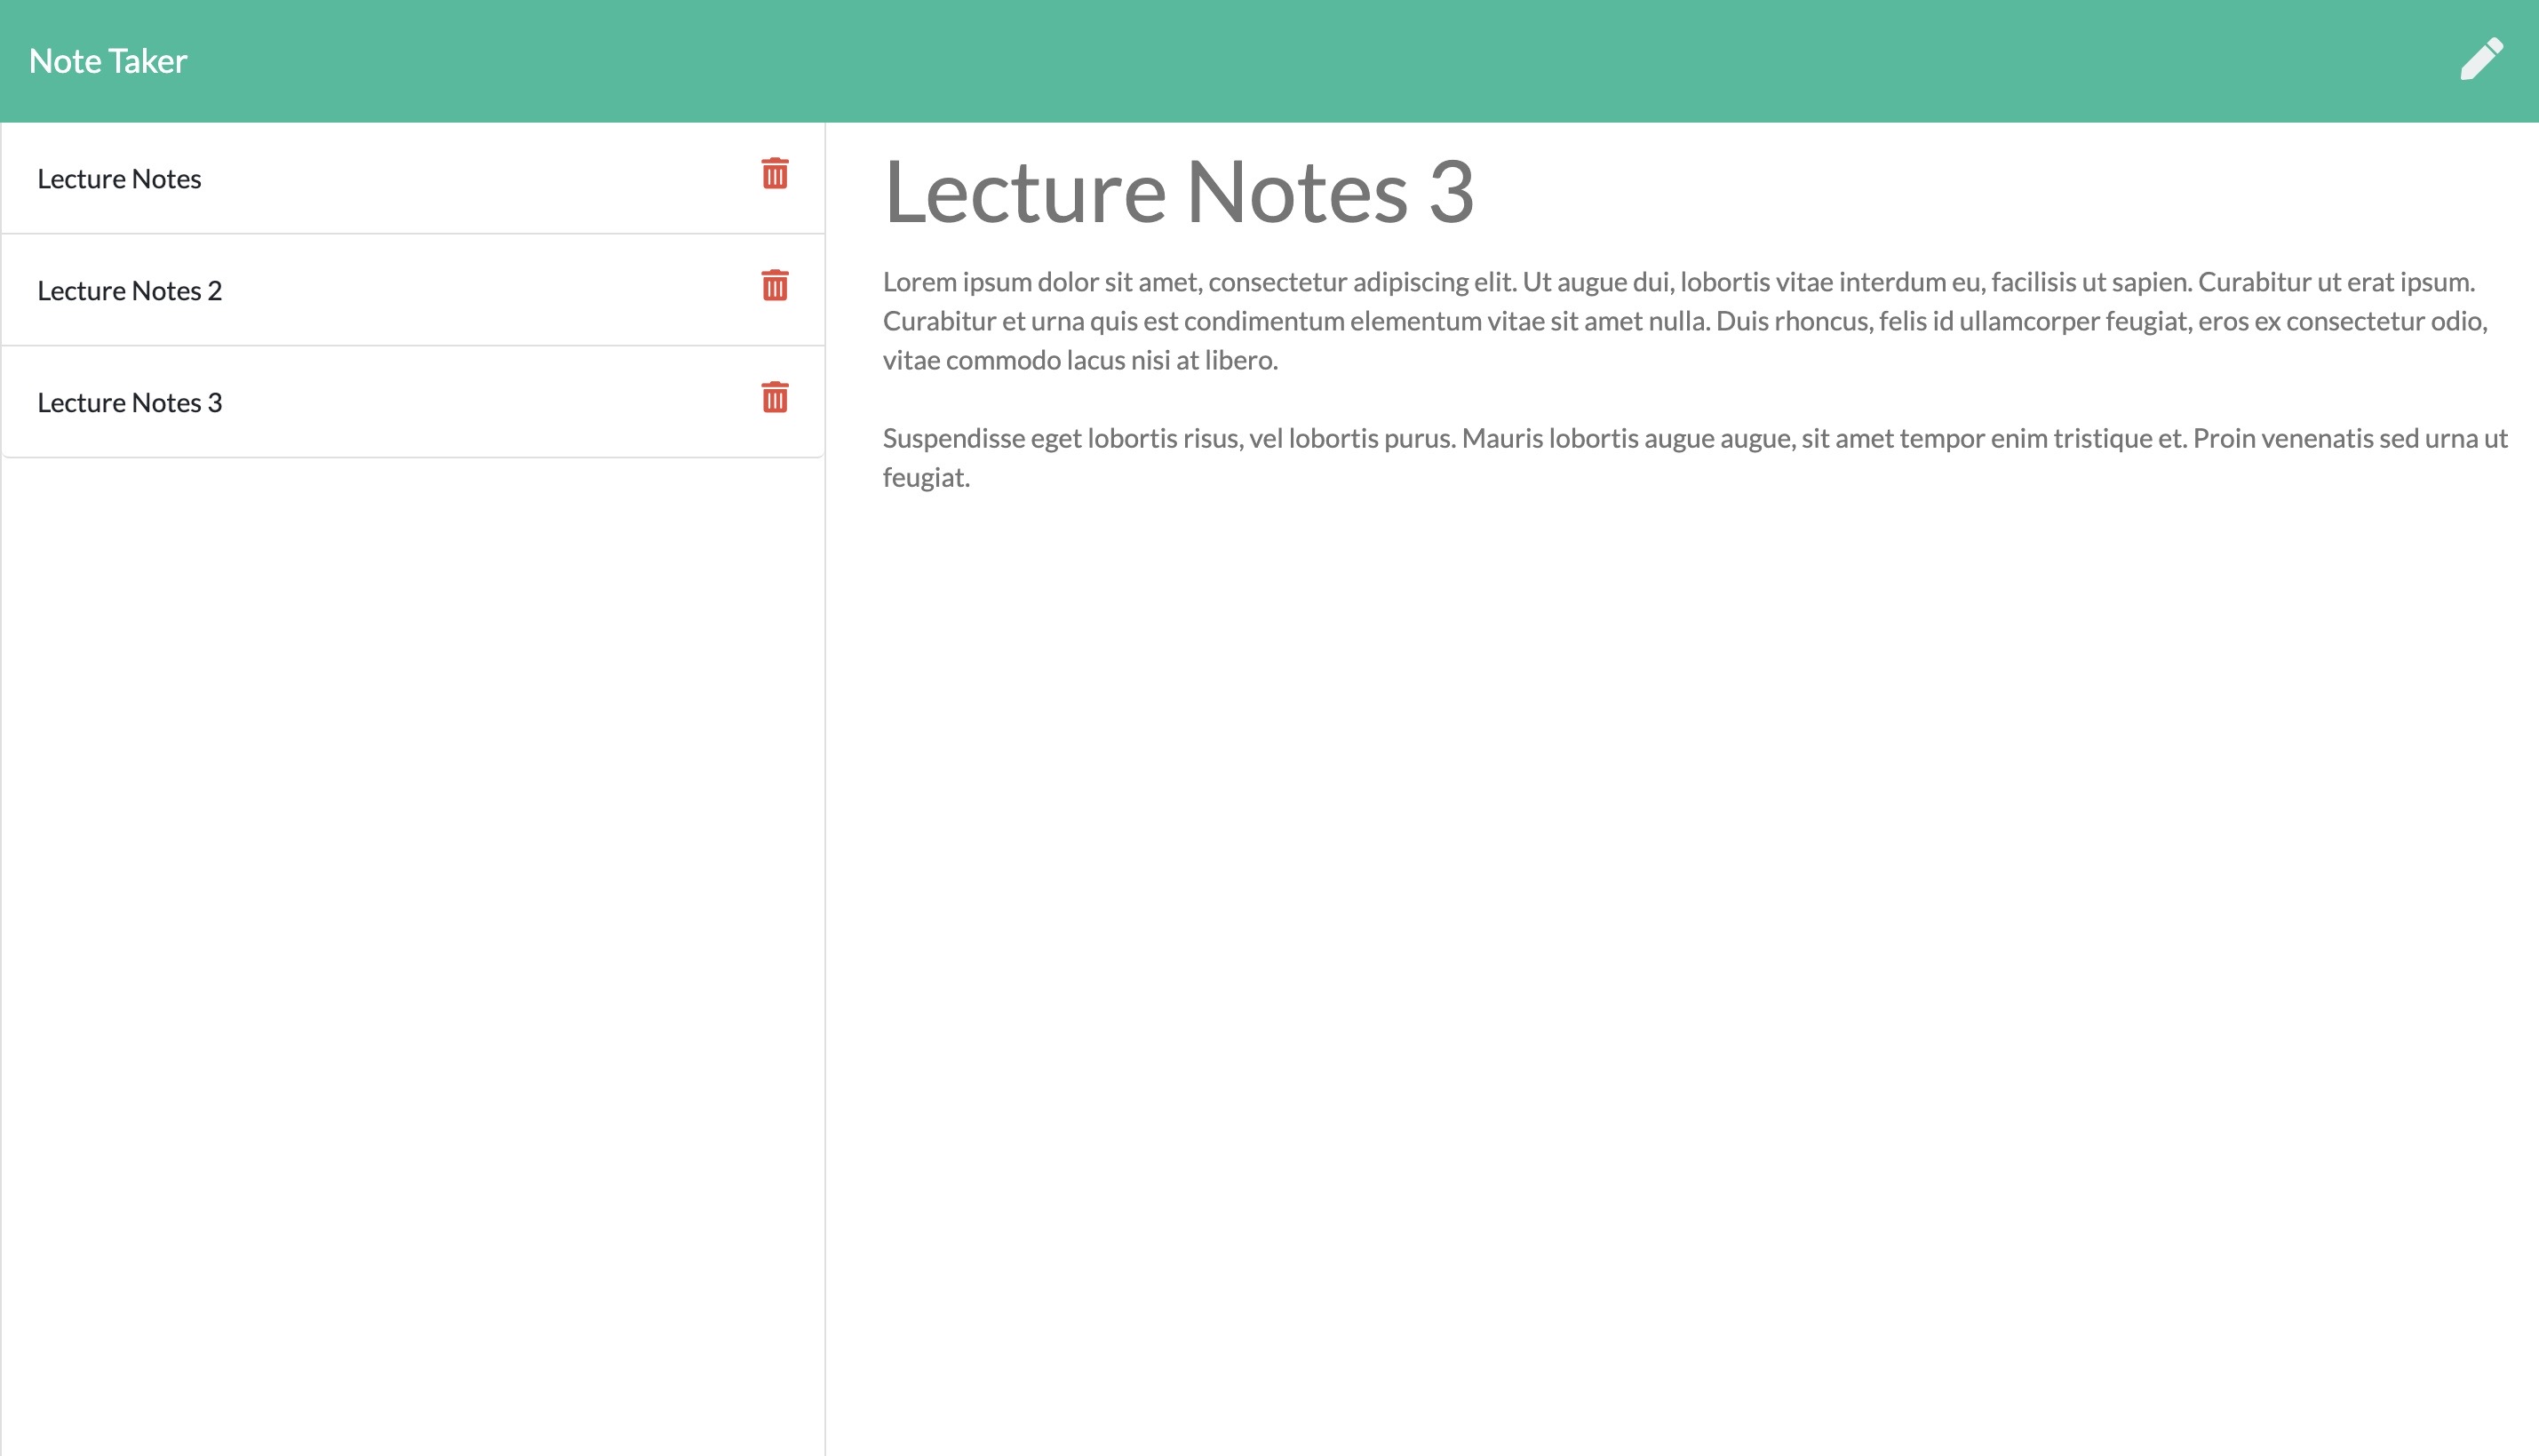 Note Taker
Lecture Notes
Lecture Notes 2
Lecture Notes 3
Lecture Notes 3
Lorem ipsum dolor sit amet, consectetur adipiscing elit. Ut augue dui, lobortis vitae interdum eu, facilisis ut sapien. Curabitur ut erat ipsum.
Curabitur et urna quis est condimentum elementum vitae sit amet nulla. Duis rhoncus, felis id ullamcorper feugiat, eros ex consectetur odio,
vitae commodo lacus nisi at libero.
Suspendisse eget lobortis risus, vel lobortis purus. Mauris lobortis augue augue, sit amet tempor enim tristique et. Proin venenatis sed urna ut
feugiat.